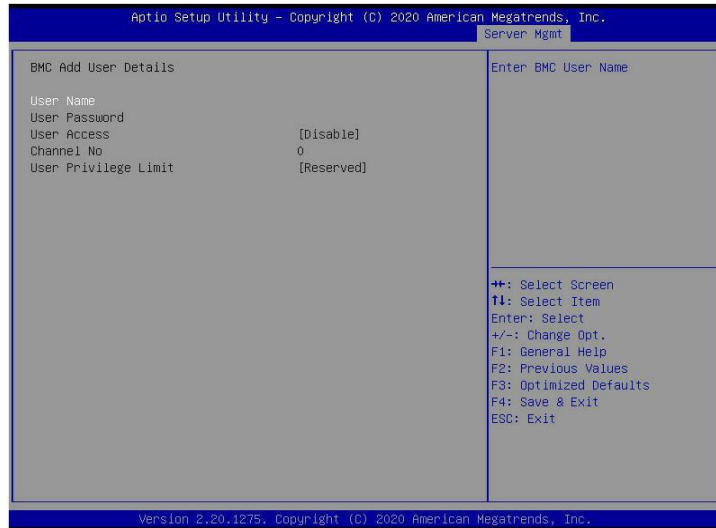 Aptio Setup Utility – Copyright (C) 2020 American Megatrends, Inc.
Server Mgmt
BMC Add User Details
User Name
User Password
User Access [Disable]
Channel No 0
User Privilege Limit [Reserved]
Enter BMC User Name
→←: Select Screen
↑↓: Select Item
Enter: Select
+/-: Change Opt.
F1: General Help
F2: Previous Values
F3: Optimized Defaults
F4: Save & Exit
ESC: Exit
Version 2.20.1275. Copyright (C) 2020 American Megatrends, Inc.